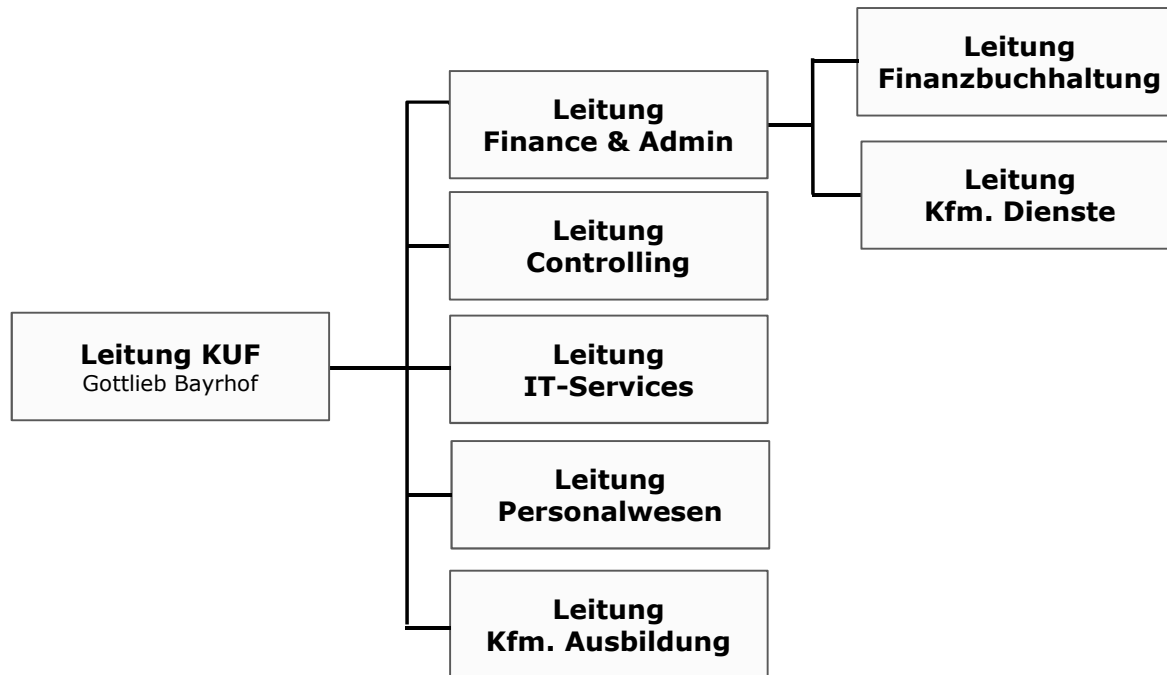 Leitung
Finanzbuchhaltung
Leitung
Finance & Admin
Leitung
Kfm. Dienste
Leitung
Controlling
Leitung KUF
Gottlieb Bayrhof
Leitung
IT-Services
Leitung
Personalwesen
Leitung
Kfm. Ausbildung